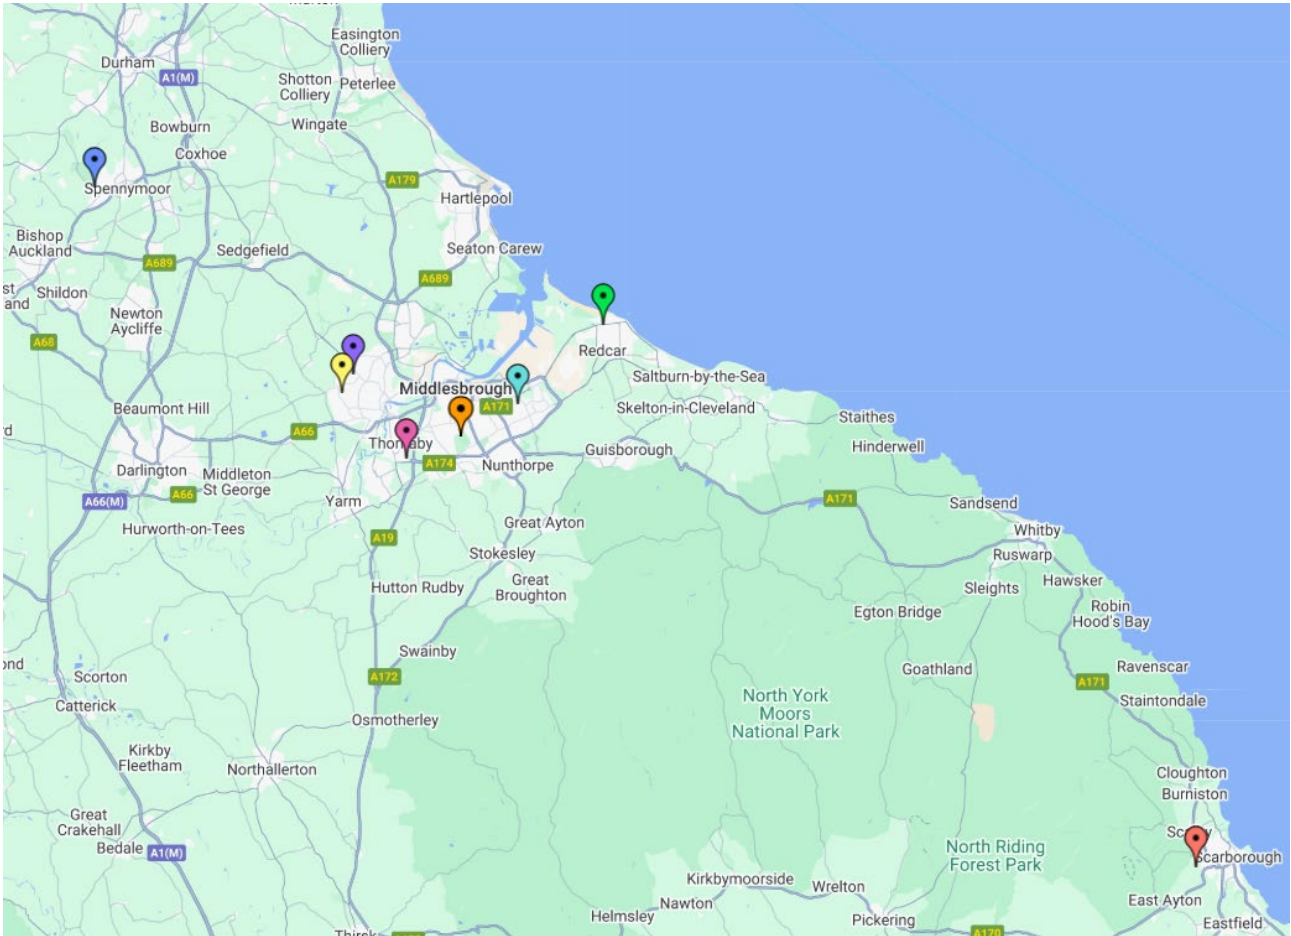 Easington
Colliery
Durham
A1(M)
Shotton
Colliery
Peterlee
Bowburn
Wingate
Coxhoe
A179
Spennymoor
Hartlepool
Bishop
Auckland
Sedgefield
Seaton Carew
A689
A689
Shildon
Newton
Aycliffe
A68
Redcar
Middlesbrough
Saltburn-by-the-Sea
Beaumont Hill
A171
Skelton-in-Cleveland
Staithes
A66
Guisborough
Hinderwell
Darlington
A174
Nunthorpe
Middleton
St George
A66
A66(M)
Yarm
A171
Sandsend
Hurworth-on-Tees
Great Ayton
Whitby
A19
Stokesley
Ruswarp
Hutton Rudby
Great
Broughton
Sleights
Hawsker
Egton Bridge
Robin
Hood's Bay
Swainby
Goathland
Ravenscar
Scorton
A172
A171
Catterick
North York
Moors
National Park
Staintondale
Osmotherley
Kirkby
Fleetham
Northallerton
Cloughton
Burniston
Great
Crakehall
Bedale
A1(M)
North Riding
Forest Park
Scarborough
Kirkbymoorside
Wrelton
Nawton
East Ayton
Helmsley
Pickering
A170
Eastfield